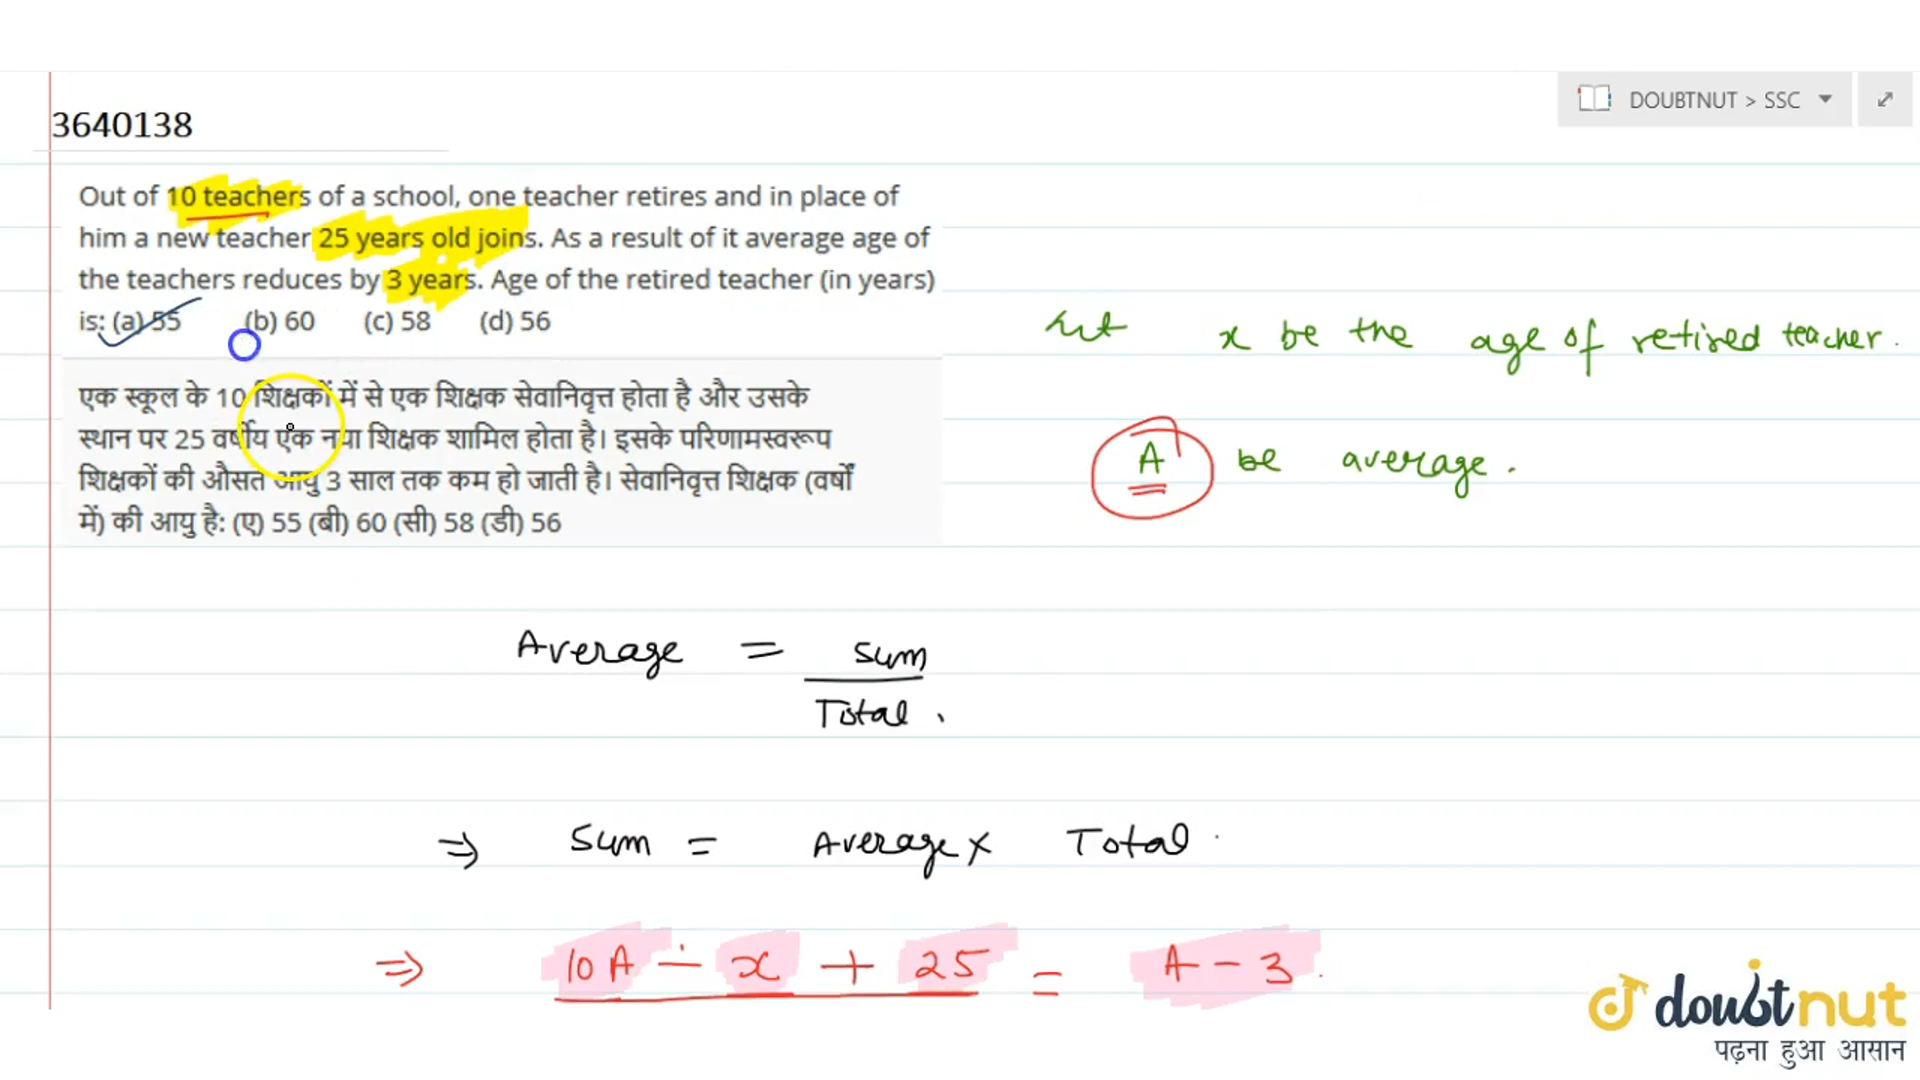 DOUBTNUT > SSC
3640138
Out of 10 teachers of a school, one teacher retires and in place of
him a new teacher 25 years old joins. As a result of it average age of
the teachers reduces by 3 years. Age of the retired teacher (in years)
is: (a) 55 (b) 60 (c) 58 (d) 56
एक स्कूल के 10 शिक्षकों में से एक शिक्षक सेवानिवृत्त होता है और उसके
स्थान पर 25 वर्षीय एक नया शिक्षक शामिल होता है। इसके परिणामस्वरूप
शिक्षकों की औसत आयु 3 साल तक कम हो जाती है। सेवानिवृत्त शिक्षक (वर्षों
में) की आयु है: (ए) 55 (बी) 60 (सी) 58 (डी) 56
Let x be the age of retired teacher.
A be average.
Average = Sum
Total.
⇒ Sum = Average × Total.
⇒ 10A - x + 25 = A - 3.
doubtnut
पढ़ना हुआ आसान